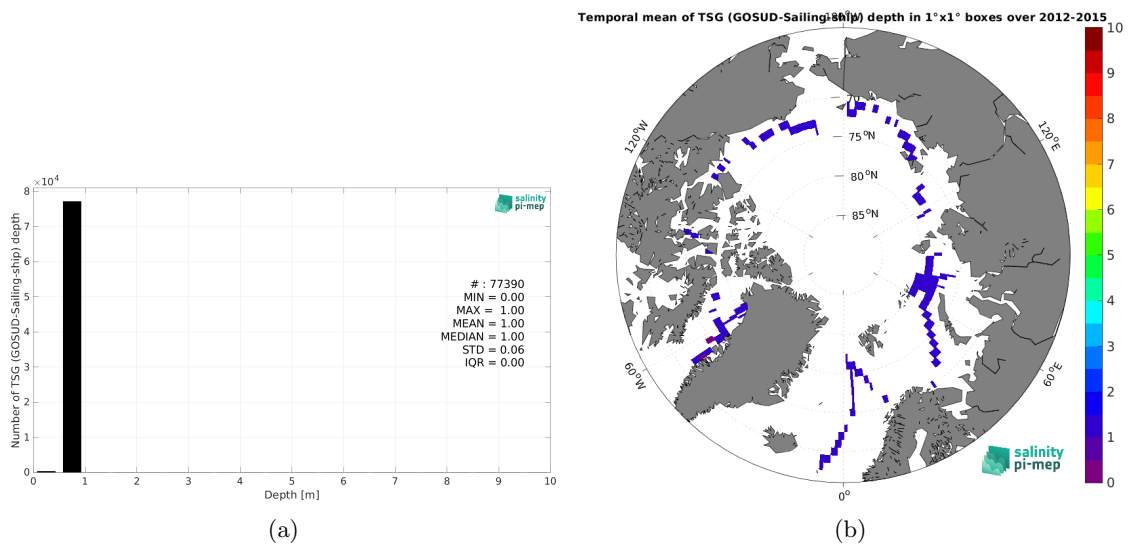 Temporal mean of TSG (GOSUD-Sailing-ship) depth in 1°x1° boxes over 2012-2015
×10⁴
8
7
6
5
4
3
2
1
0
Number of TSG (GOSUD-Sailing-ship) depth
salinity
pi-mep
# : 77390
MIN = 0.00
MAX = 1.00
MEAN = 1.00
MEDIAN = 1.00
STD = 0.06
IQR = 0.00
0 1 2 3 4 5 6 7 8 9 10
Depth [m]
(a)
180°W
120°W
120°E
70
75°N
80°N
85°N
60°W
60°E
0°
salinity
pi-mep
10
9
8
7
6
5
4
3
2
1
0
(b)